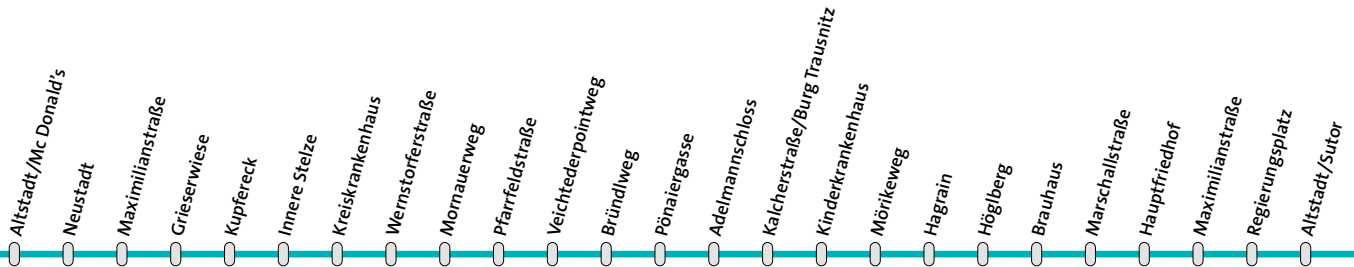 Altstadt/Mc Donald's
Neustadt
Maximilianstraße
Grieserwiese
Kupfereck
Innere Stelze
Kreiskrankenhaus
Wernstorferstraße
Mornauerweg
Pfarrfeldstraße
Veichtederpointweg
Bründlweg
Pönaiergasse
Adelmannschloss
Kalcherstraße/Burg Trausnitz
Kinderkrankenhaus
Mörikeweg
Hagrain
Höglberg
Brauhaus
Marschallstraße
Hauptfriedhof
Maximilianstraße
Regierungsplatz
Altstadt/Sutor